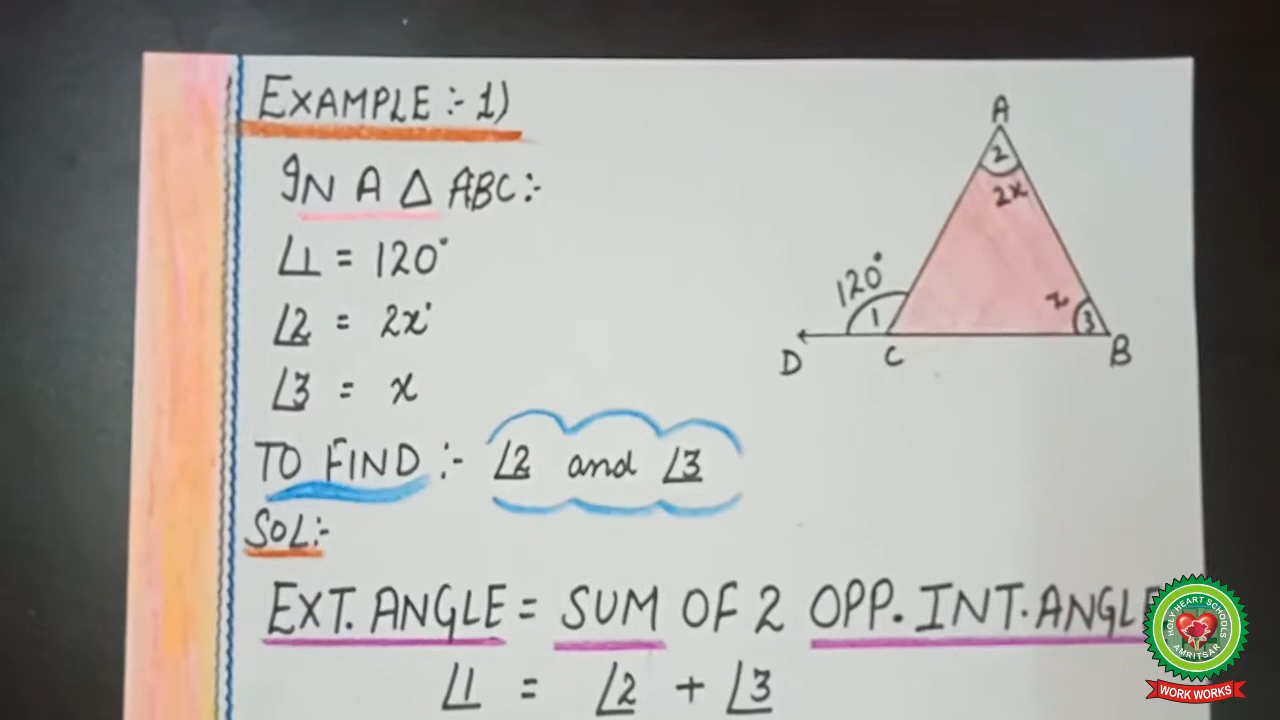 EXAMPLE :- 1)
IN A Δ ABC:-
∠1 = 120°
∠2 = 2x°
∠3 = x
TO FIND :- ∠2 and ∠3
SOL:-
EXT. ANGLE = SUM OF 2 OPP. INT. ANGLE
∠1 = ∠2 + ∠3
A
2
2x
120°
1
x
3
D
C
B
HOLY HEART SCHOOLS
AMRITSAR
WORK WORKS